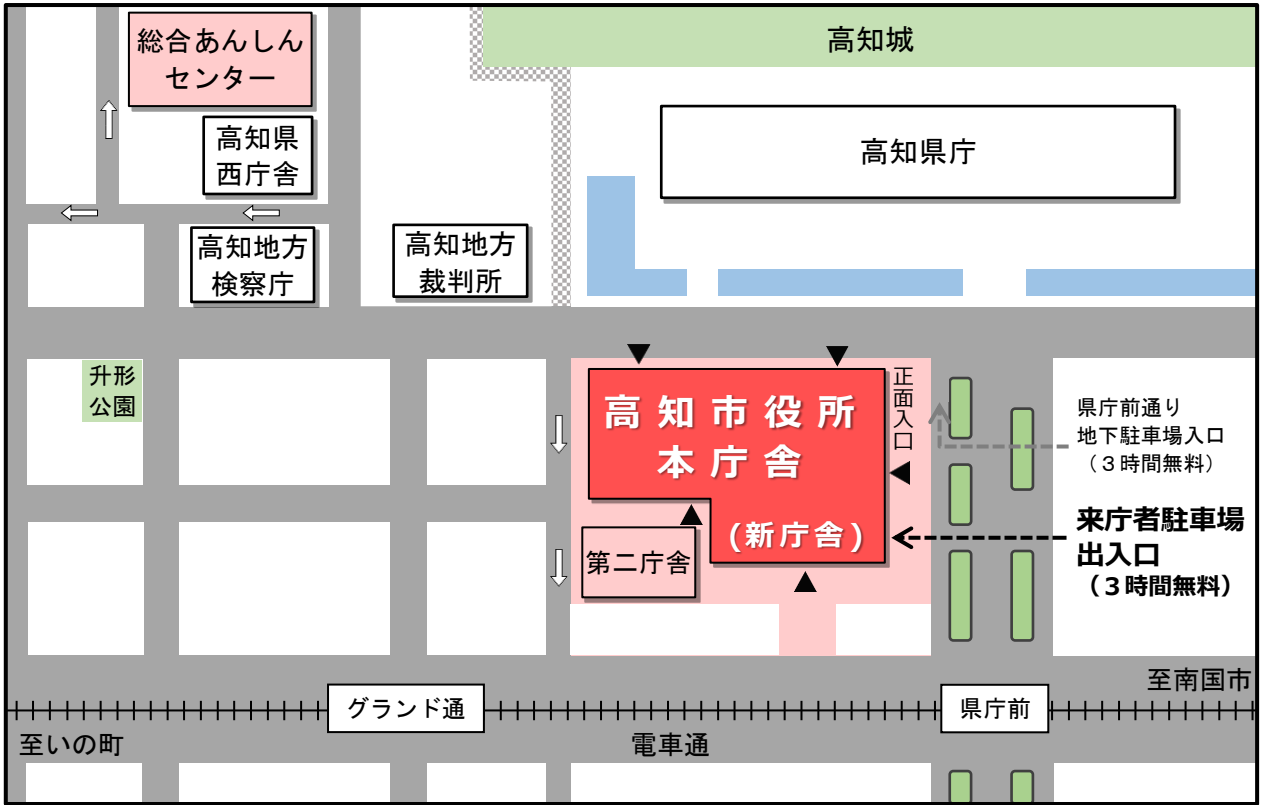 総合あんしん
センター
高知城
高知県
西庁舎
高知県庁
高知地方
検察庁
高知地方
裁判所
升形
公園
高知市役所
本庁舎
(新庁舎)
正面入口
県庁前通り
地下駐車場入口
（３時間無料）
来庁者駐車場
出入口
（３時間無料）
第二庁舎
至南国市
グランド通
県庁前
至いの町
電車通